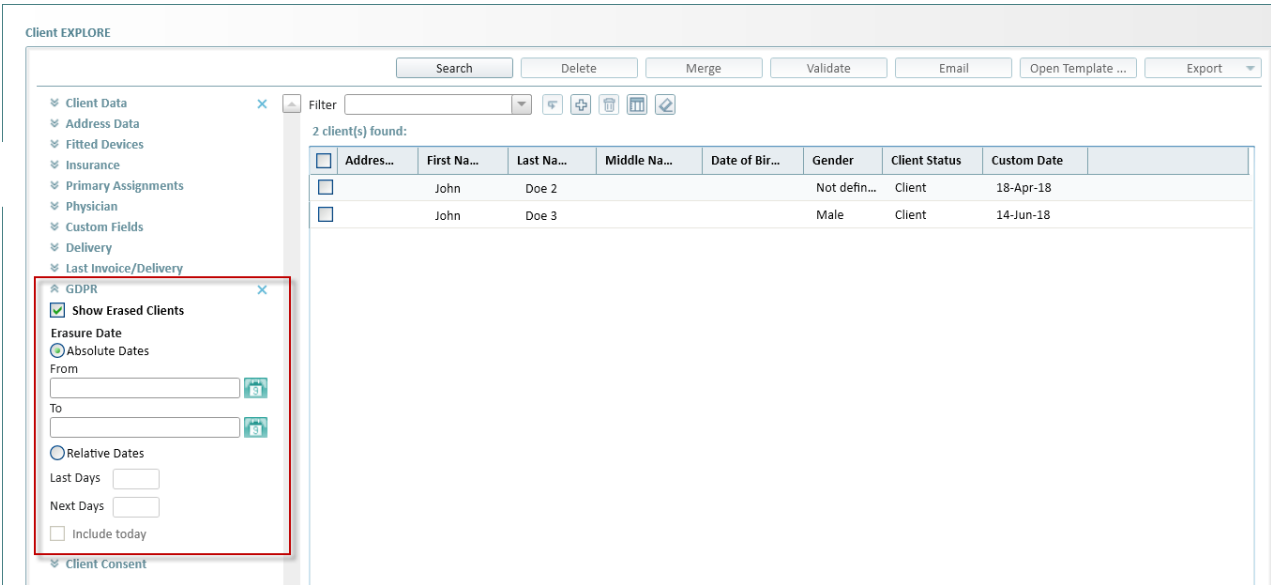 Client EXPLORE
Search Delete Merge Validate Email Open Template ... Export
Client Data
Address Data
Fitted Devices
Insurance
Primary Assignments
Physician
Custom Fields
Delivery
Last Invoice/Delivery
GDPR
Show Erased Clients
Erasure Date
Absolute Dates
From
9
To
9
Relative Dates
Last Days
Next Days
Include today
Client Consent
Filter
2 client(s) found:
Addres... First Na... Last Na... Middle Na... Date of Bir... Gender Client Status Custom Date
John Doe 2 Not defin... Client 18-Apr-18
John Doe 3 Male Client 14-Jun-18